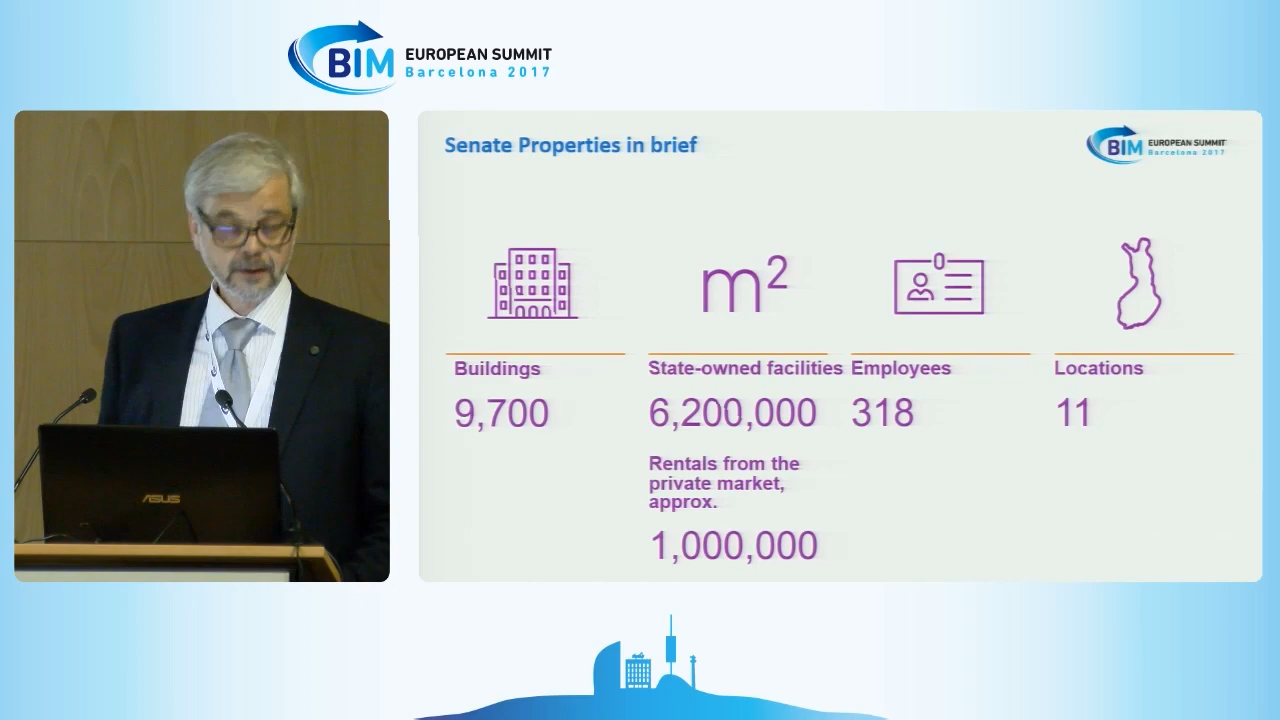 BIM EUROPEAN SUMMIT
Barcelona 2017
Senate Properties in brief
BIM EUROPEAN SUMMIT
Barcelona 2017
m²
Buildings
9,700
State-owned facilities
6,200,000
Rentals from the
private market,
approx.
1,000,000
Employees
318
Locations
11
ASUS